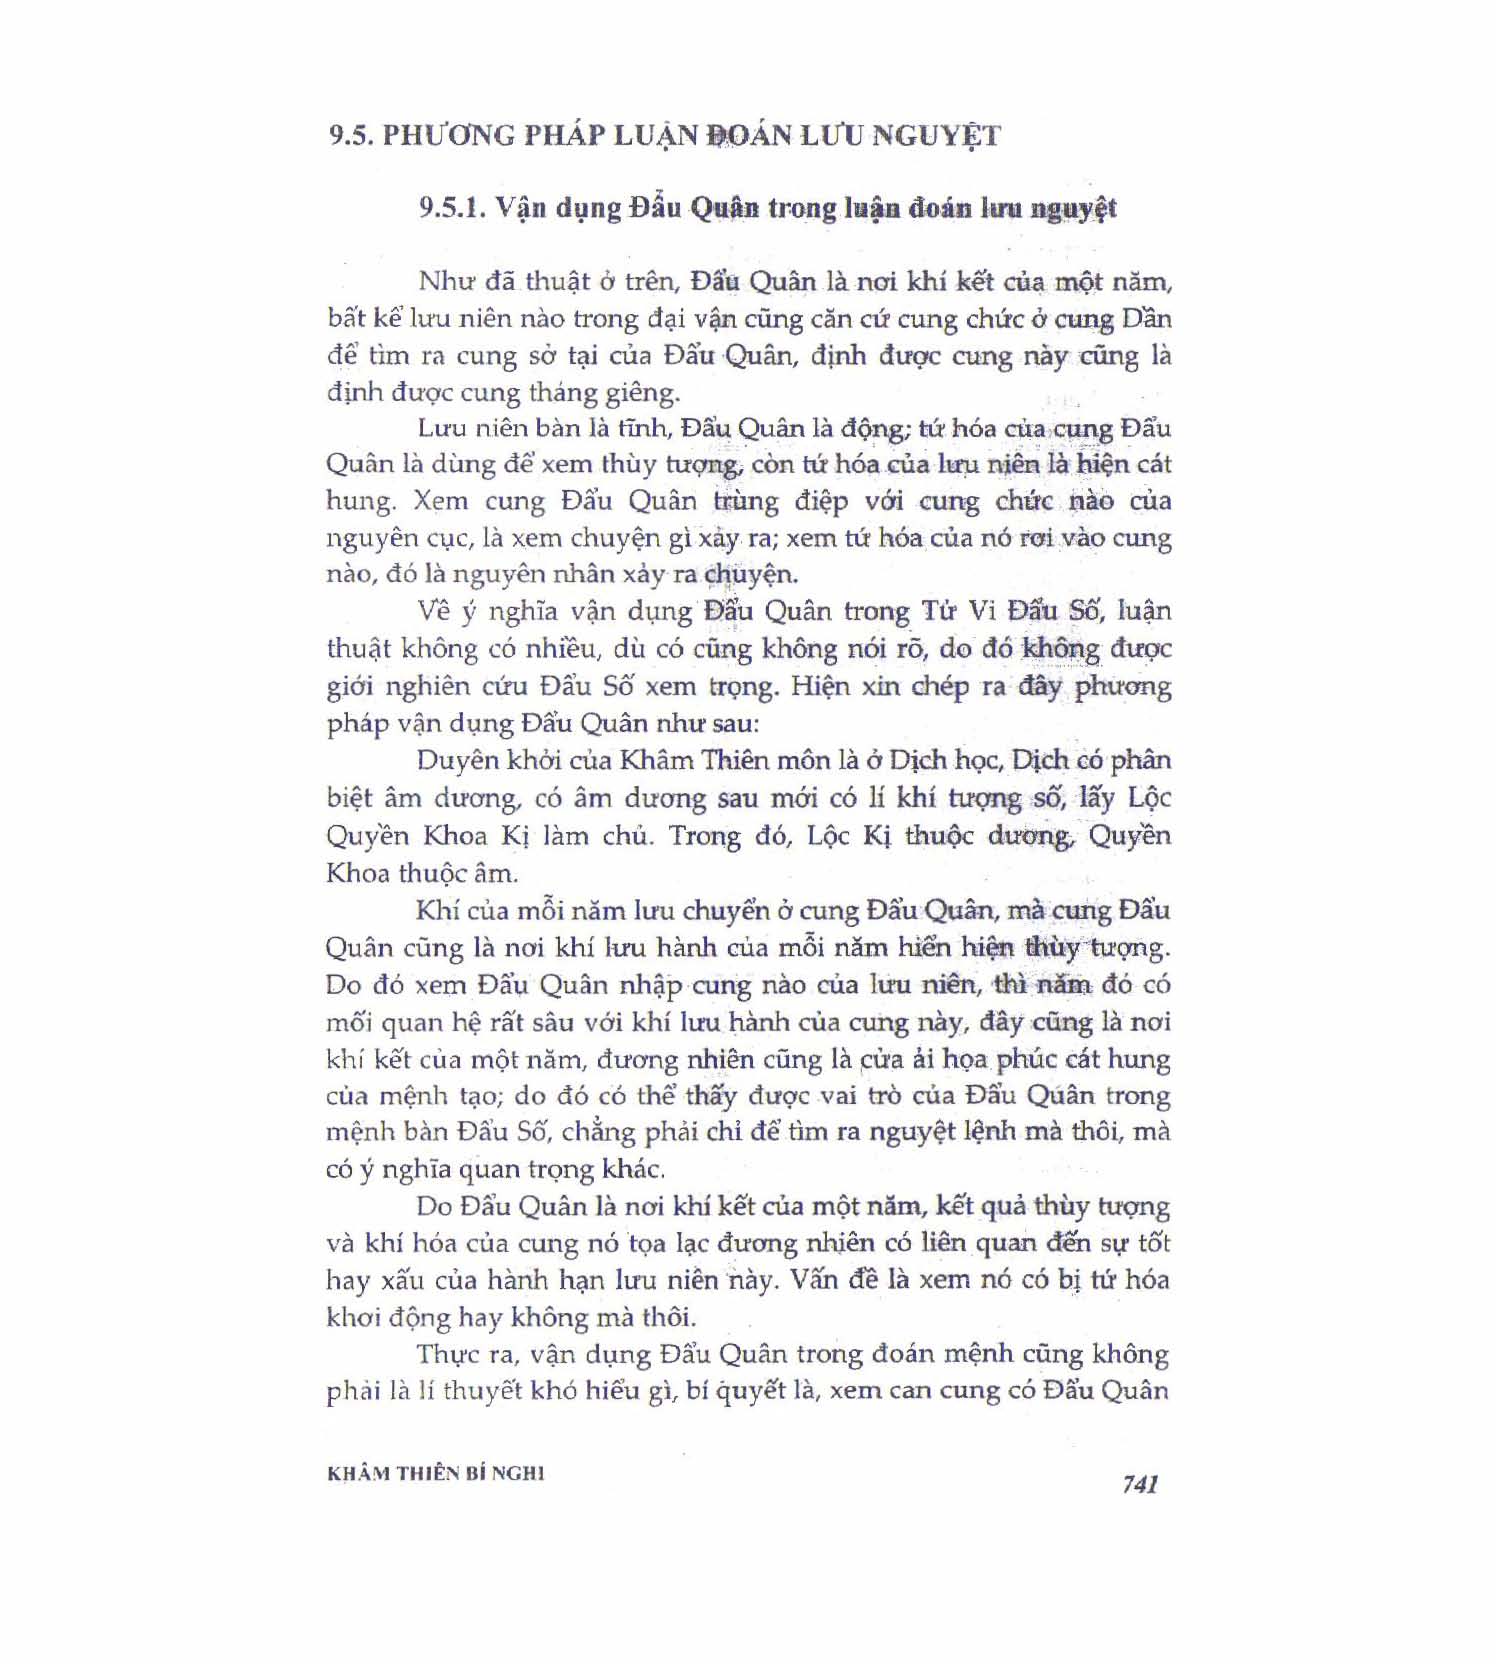 9.5. PHƯƠNG PHÁP LUẬN ĐOÁN LƯU NGUYỆT
9.5.1. Vận dụng Đẩu Quân trong luận đoán lưu nguyệt
Như đã thuật ở trên, Đẩu Quân là nơi khí kết của một năm,
bất kể lưu niên nào trong đại vận cũng căn cứ cung chức ở cung Dần
để tìm ra cung sở tại của Đẩu Quân, định được cung này cũng là
định được cung tháng giêng.
Lưu niên bàn là tĩnh, Đẩu Quân là động; tứ hóa của cung Đẩu
Quân là dùng để xem thùy tượng, còn tứ hóa của lưu niên là hiện cát
hung. Xem cung Đẩu Quân trùng điệp với cung chức nào của
nguyên cục, là xem chuyện gì xảy ra; xem tứ hóa của nó rơi vào cung
nào, đó là nguyên nhân xảy ra chuyện.
Về ý nghĩa vận dụng Đẩu Quân trong Tử Vi Đẩu Số, luận
thuật không có nhiều, dù có cũng không nói rõ, do đó không được
giới nghiên cứu Đẩu Số xem trọng. Hiện xin chép ra đây phương
pháp vận dụng Đẩu Quân như sau:
Duyên khởi của Khâm Thiên môn là ở Dịch học, Dịch có phân
biệt âm dương, có âm dương sau mới có lí khí tượng số, lấy Lộc
Quyền Khoa Kị làm chủ. Trong đó, Lộc Kị thuộc dương, Quyền
Khoa thuộc âm.
Khí của mỗi năm lưu chuyển ở cung Đẩu Quân, mà cung Đẩu
Quân cũng là nơi khí lưu hành của mỗi năm hiển hiện thùy tượng.
Do đó xem Đẩu Quân nhập cung nào của lưu niên, thì năm đó có
mối quan hệ rất sâu với khí lưu hành của cung này, đây cũng là nơi
khí kết của một năm, đương nhiên cũng là cửa ải họa phúc cát hung
của mệnh tạo; do đó có thể thấy được vai trò của Đẩu Quân trong
mệnh bàn Đẩu Số, chẳng phải chỉ để tìm ra nguyệt lệnh mà thôi, mà
có ý nghĩa quan trọng khác.
Do Đẩu Quân là nơi khí kết của một năm, kết quả thùy tượng
và khí hóa của cung nó tọa lạc đương nhiên có liên quan đến sự tốt
hay xấu của hành hạn lưu niên này. Vấn đề là xem nó có bị tứ hóa
khơi động hay không mà thôi.
Thực ra, vận dụng Đẩu Quân trong đoán mệnh cũng không
phải là lí thuyết khó hiểu gì, bí quyết là, xem can cung có Đẩu Quân
KHÂM THIÊN BÍ NGHI
741